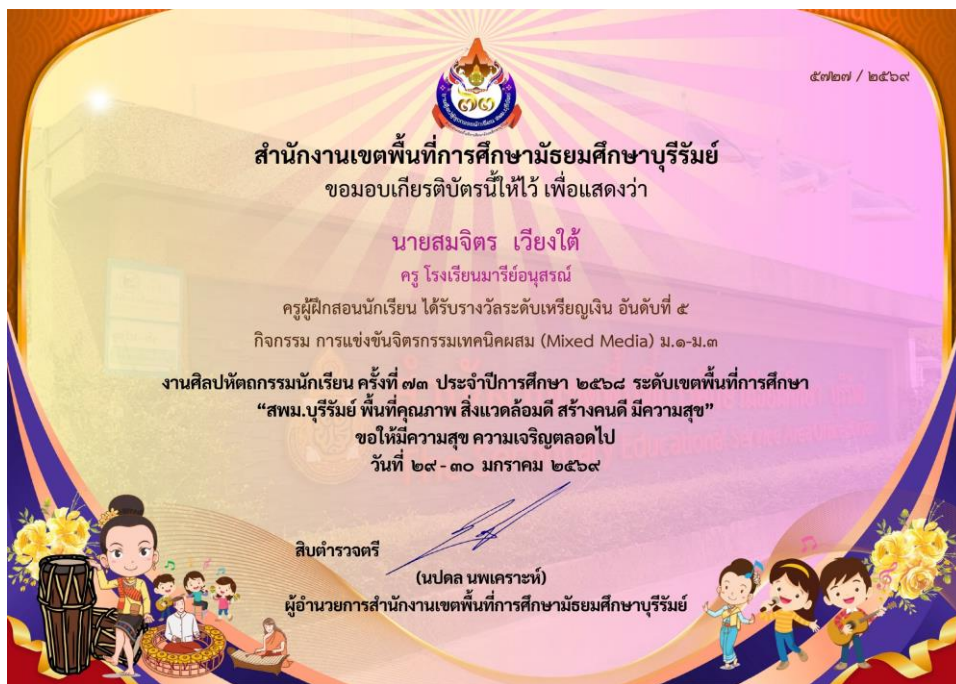 ๕๗๒๗ / ๒๕๖๙
๗๓
สำนักงานเขตพื้นที่การศึกษามัธยมศึกษาบุรีรัมย์
ขอมอบเกียรติบัตรนี้ให้ไว้ เพื่อแสดงว่า
นายสมจิตร เวียงใต้
ครู โรงเรียนมารีย์อนุสรณ์
ครูผู้ฝึกสอนนักเรียน ได้รับรางวัลระดับเหรียญเงิน อันดับที่ ๕
กิจกรรม การแข่งขันจิตรกรรมเทคนิคผสม (Mixed Media) ม.๑-ม.๓
งานศิลปหัตถกรรมนักเรียน ครั้งที่ ๗๓ ประจำปีการศึกษา ๒๕๖๘ ระดับเขตพื้นที่การศึกษา
“สพม.บุรีรัมย์ พื้นที่คุณภาพ สิ่งแวดล้อมดี สร้างคนดี มีความสุข”
ขอให้มีความสุข ความเจริญตลอดไป
วันที่ ๒๙ - ๓๐ มกราคม ๒๕๖๙
สิบตำรวจตรี
(นปดล นพเคราะห์)
ผู้อำนวยการสำนักงานเขตพื้นที่การศึกษามัธยมศึกษาบุรีรัมย์